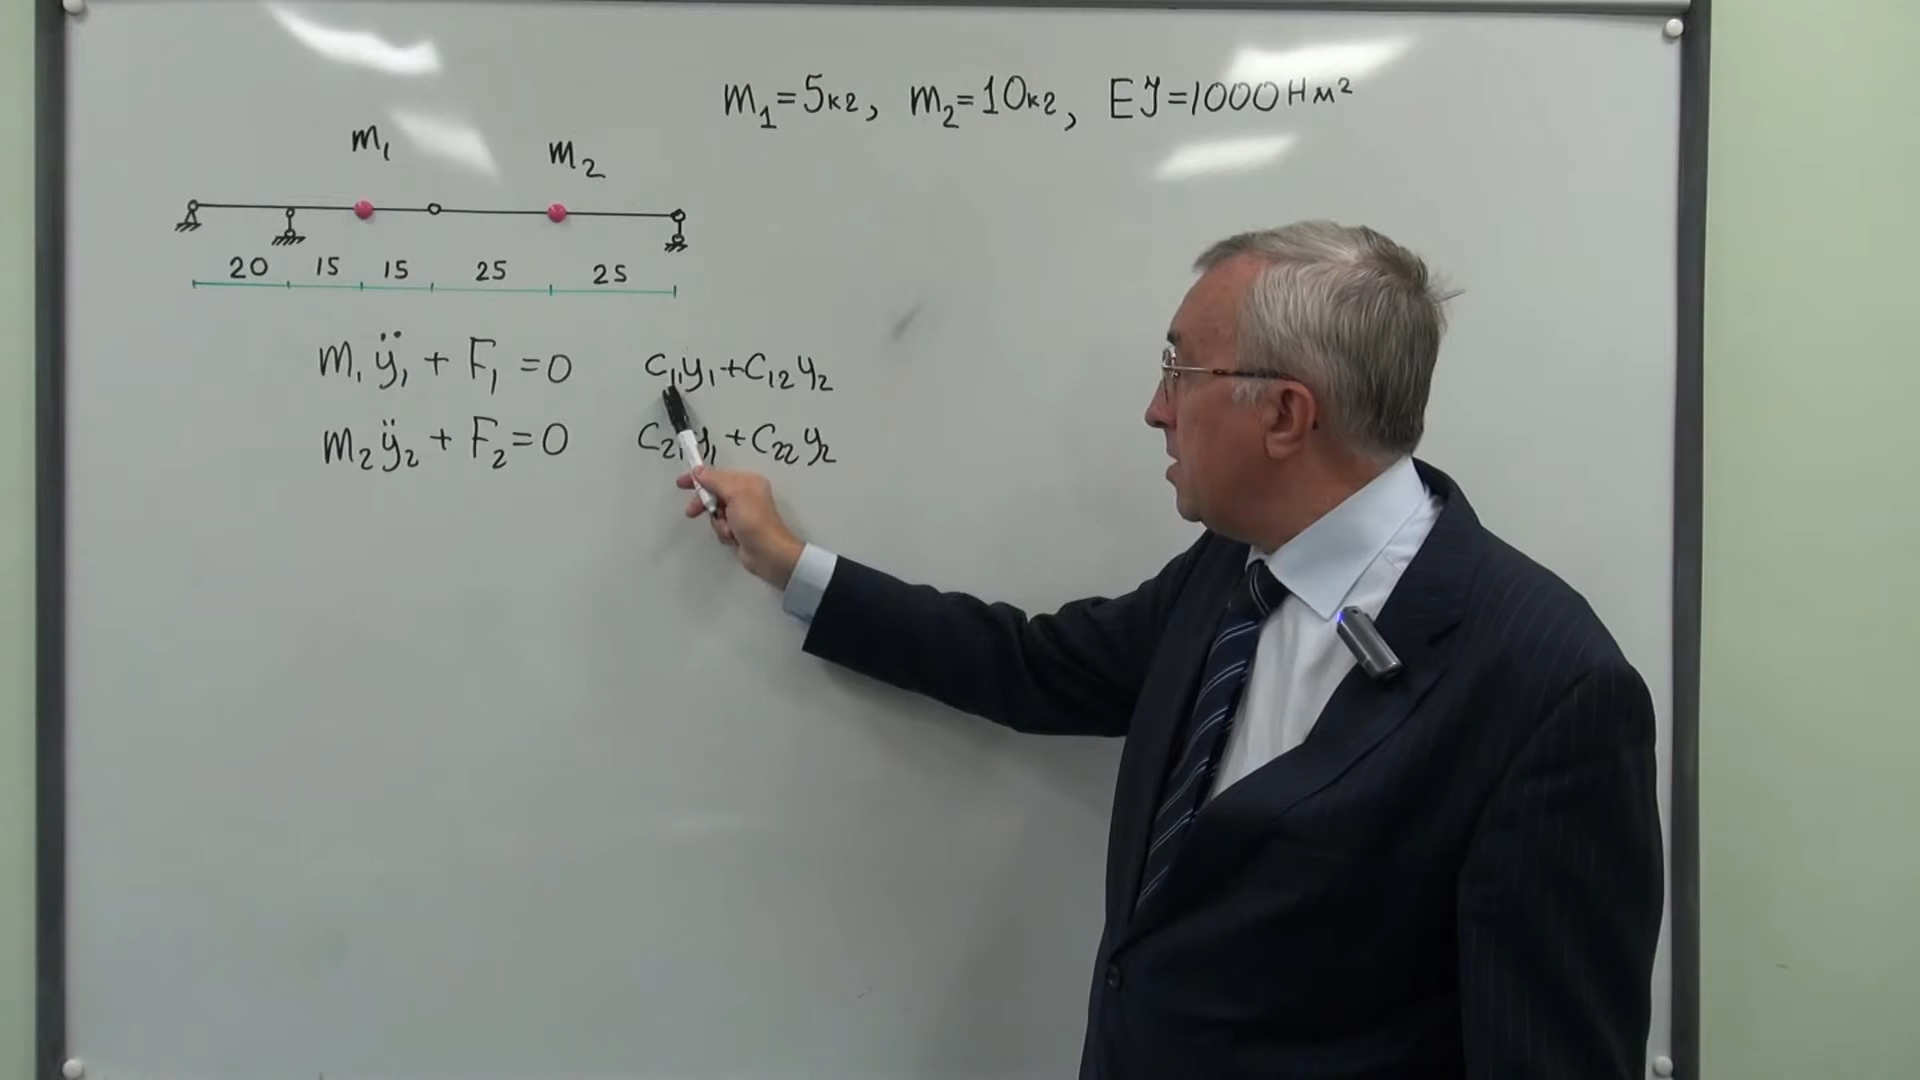 m₁=5кг, m₂=10кг, EJ=1000Нм²
m₁ m₂
20 15 15 25 25
m₁ÿ₁ + F₁ = 0 c₁₁y₁+c₁₂y₂
m₂ÿ₂ + F₂ = 0 c₂₁y₁+c₂₂y₂